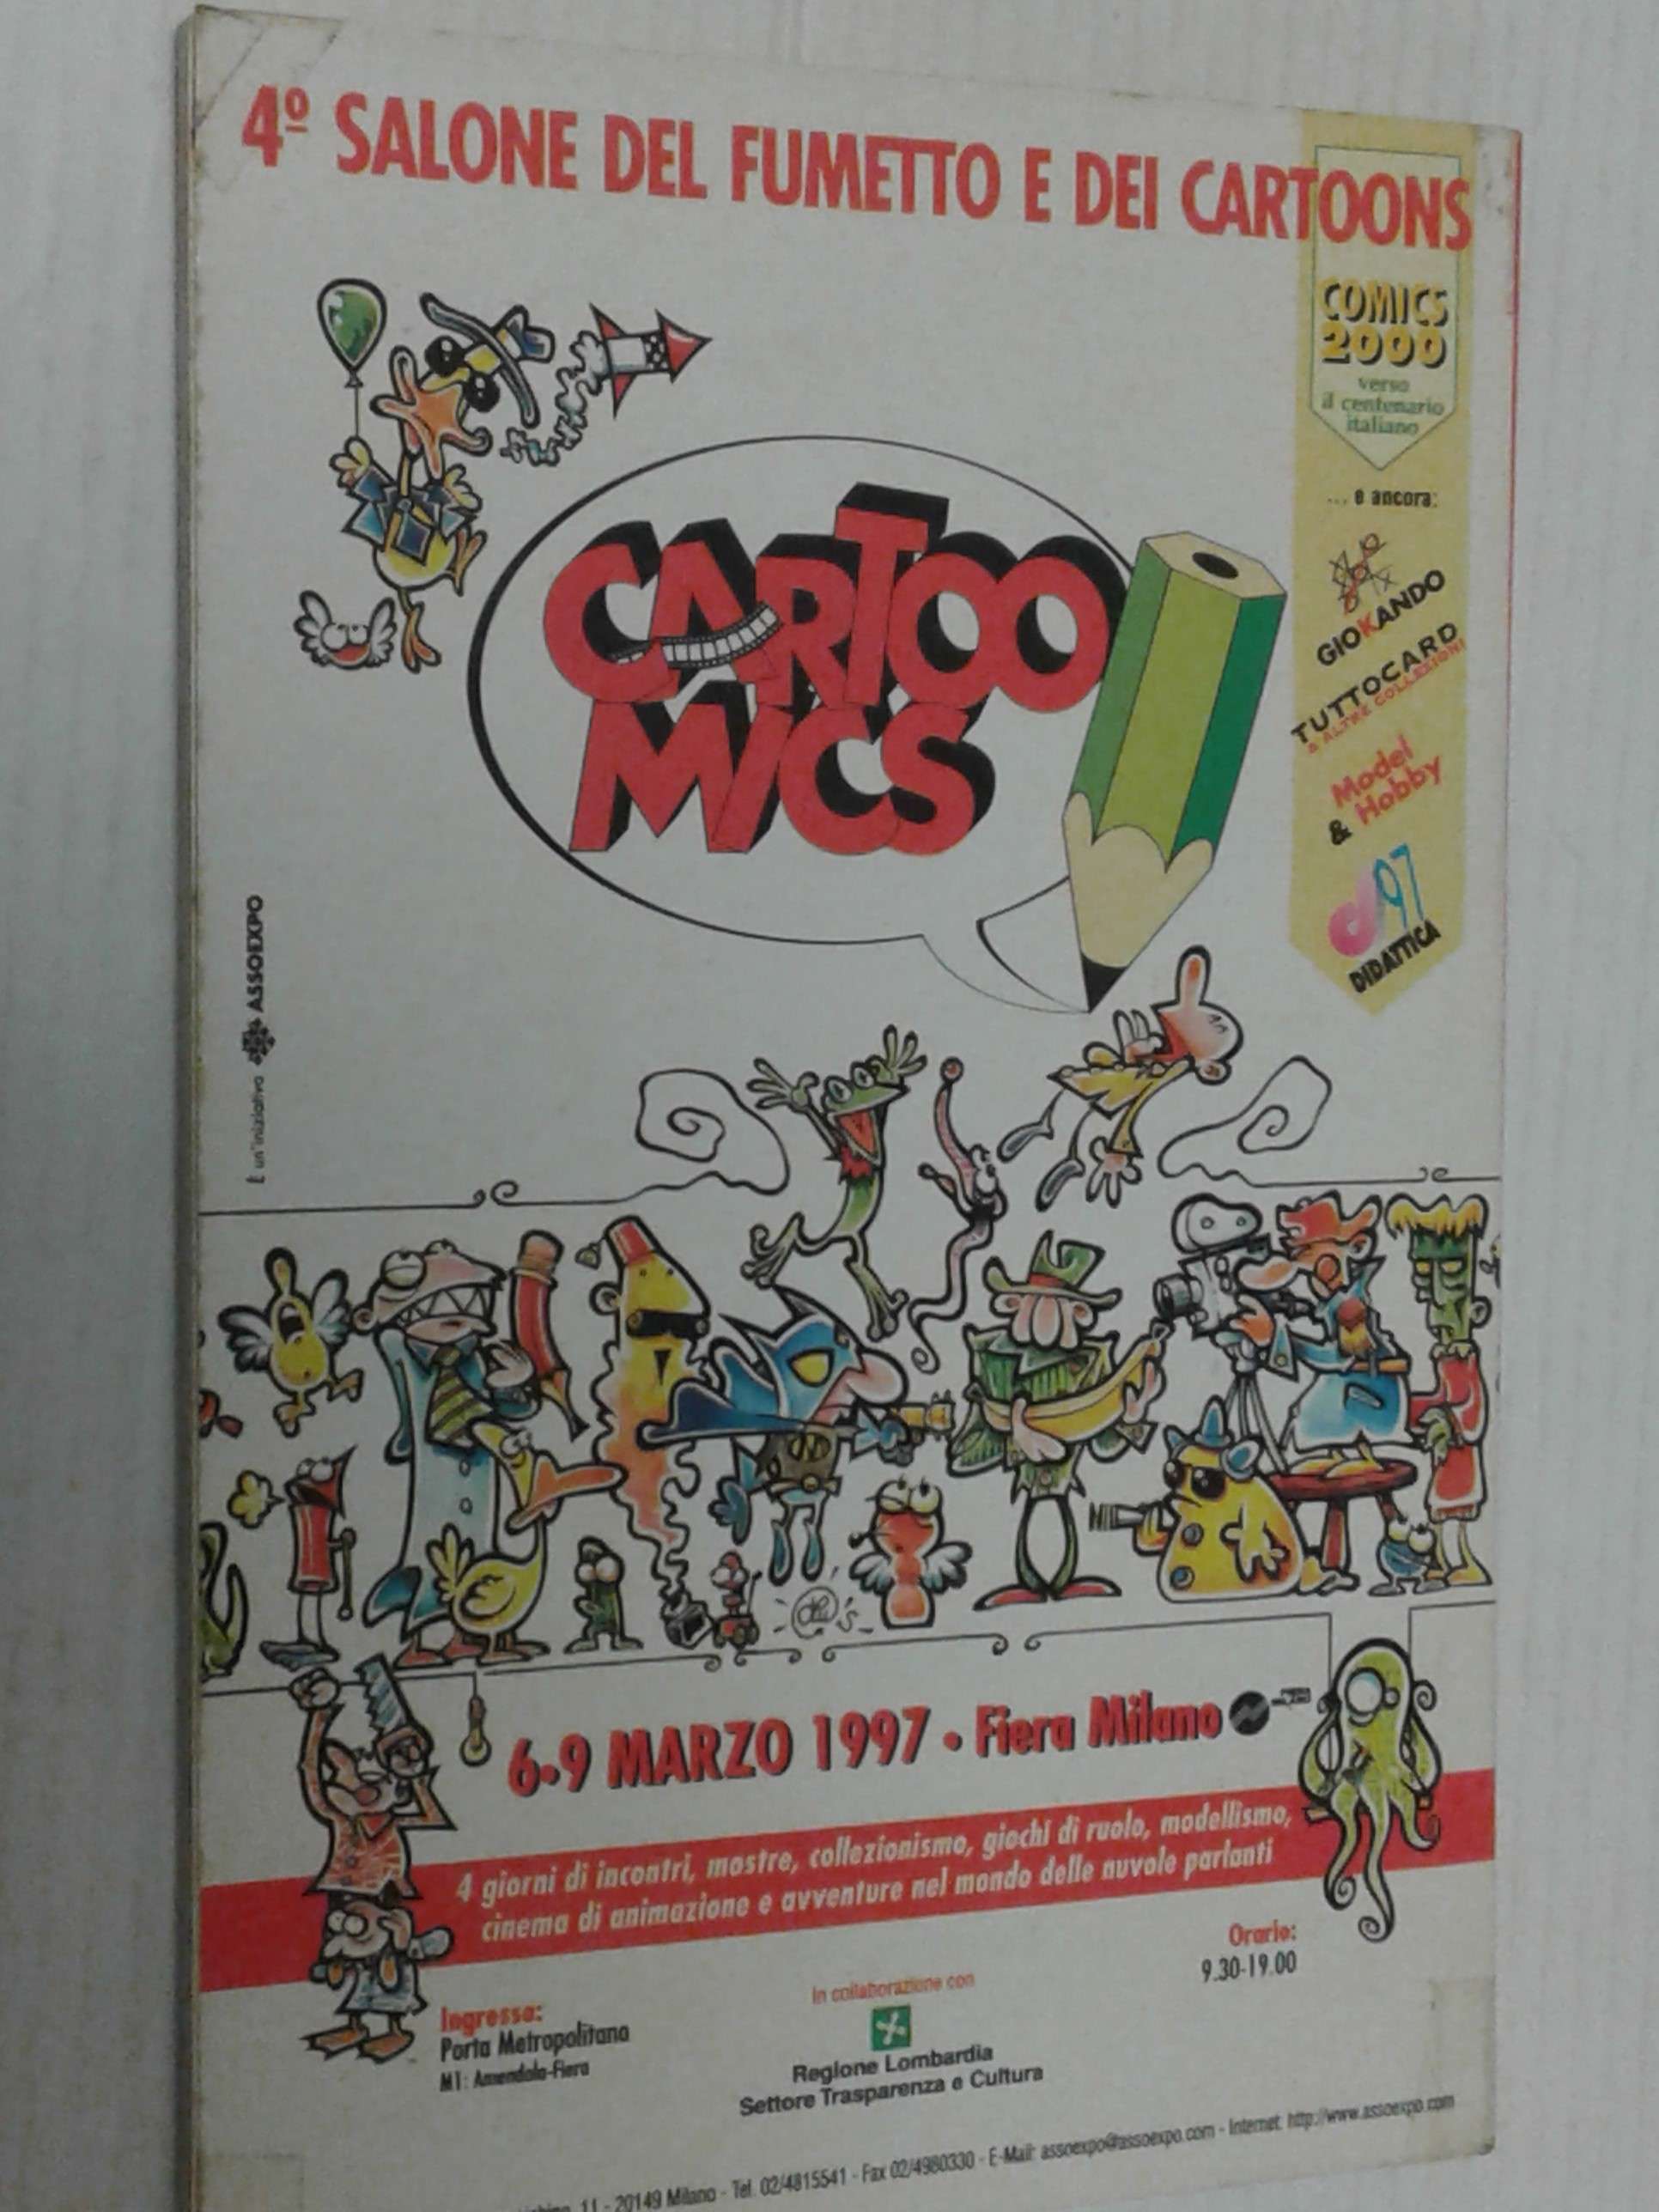 4º SALONE DEL FUMETTO E DEI CARTOONS
COMICS
2000
verso
il centenario
italiano
... e ancora:
GIOKANDO
TUTTOCARD
& ALTRE COLLEZIONI
Model
& Hobby
d97
DIDATTICA
CARTOO
MICS
È un'iniziativa ASSOEXPO
6-9 MARZO 1997 • Fiera Milano
4 giorni di incontri, mostre, collezionismo, giochi di ruolo, modellismo,
cinema di animazione e avventure nel mondo delle nuvole parlanti
Orario:
9.30-19.00
Ingresso:
Porta Metropolitana
M1: Amendola-Fiera
In collaborazione con
Regione Lombardia
Settore Trasparenza e Cultura
11 - 20149 Milano - Tel. 02/4815541 - Fax 02/4980330 - E-Mail: assoexpo@assoexpo.com - Internet: http://www.assoexpo.com